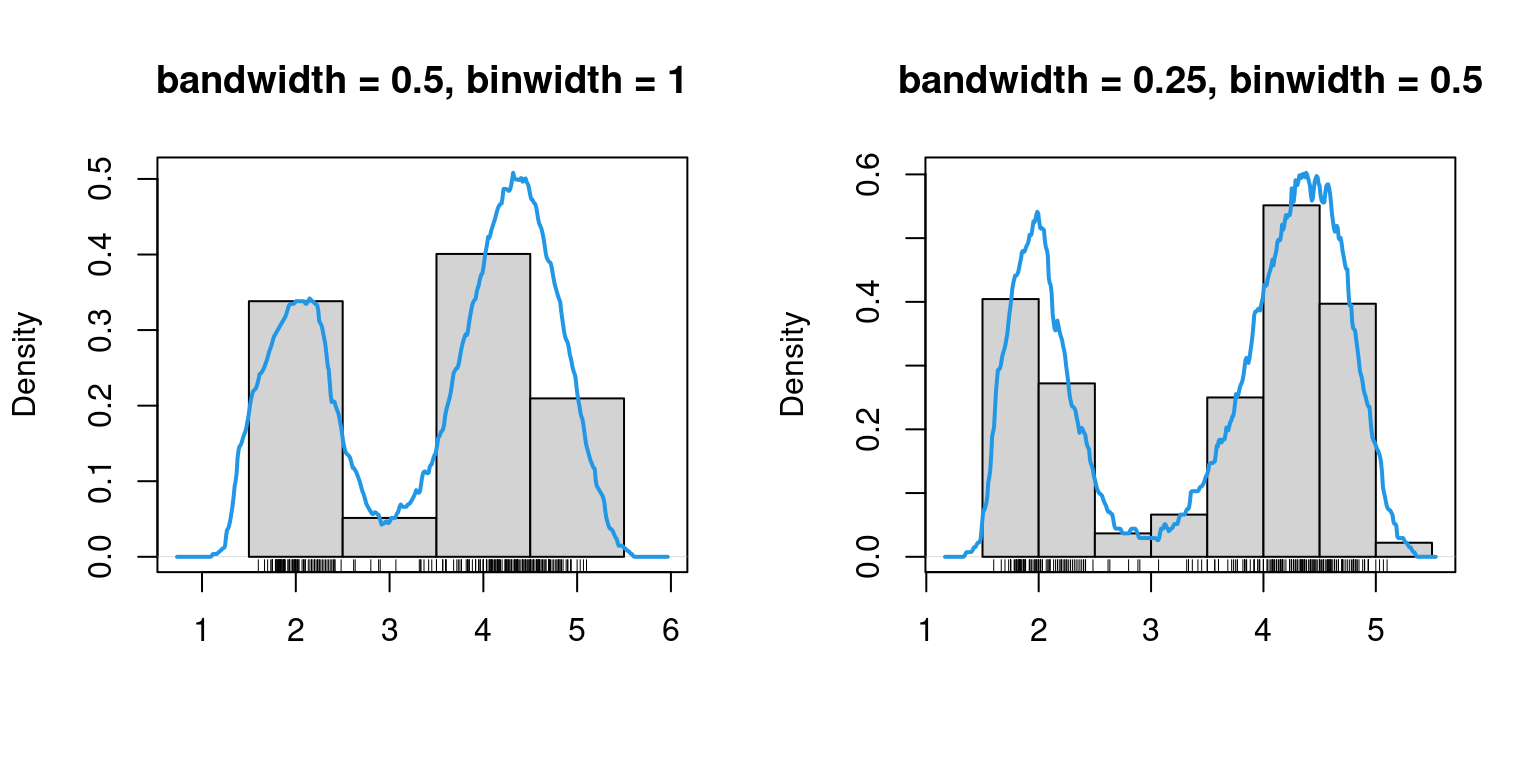 bandwidth = 0.5, binwidth = 1
Density
0.5
0.4
0.3
0.2
0.1
0.0
1 2 3 4 5 6
bandwidth = 0.25, binwidth = 0.5
Density
0.6
0.4
0.2
0.0
1 2 3 4 5